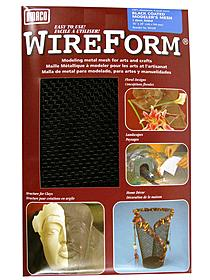 AMACO
EASY TO USE!
FACILE A UTILISER!
BLACK COATED
MODELER'S MESH
WIREFORM®
Modeling metal mesh for arts and crafts
Maille Métallique à modeler pour les arts et l'artisanat
Malla de metal para modelado, para artes y manualidades
Floral Designs
Conceptions florales
Landscapes
Paysages
Structure for Clays
Structure pour créations en argile
Home Décor
Décoration de la maison